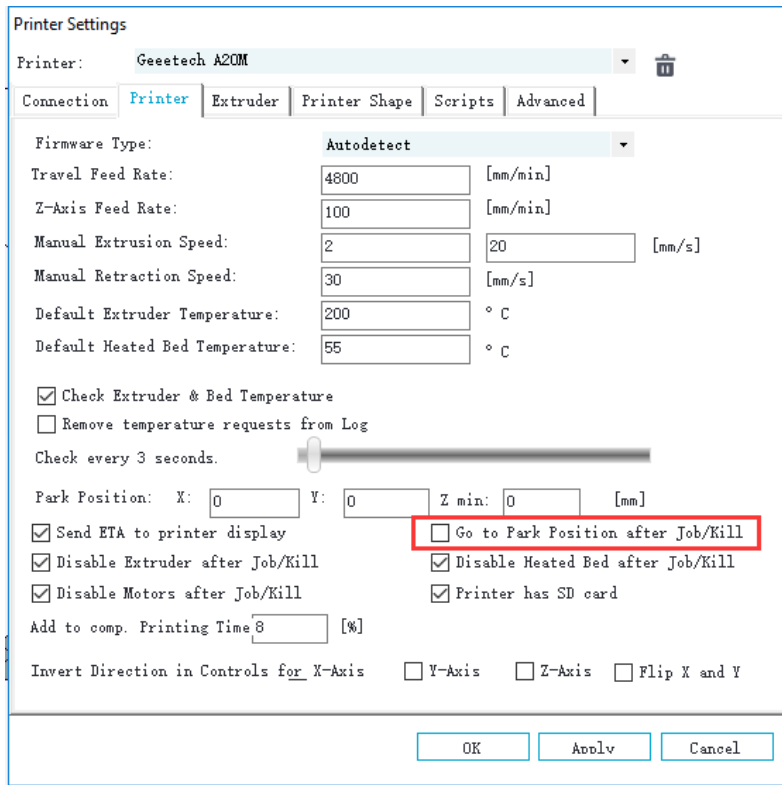 Printer Settings
Printer: Geeetech A20M
Connection Printer Extruder Printer Shape Scripts Advanced
Firmware Type: Autodetect
Travel Feed Rate: 4800 [mm/min]
Z-Axis Feed Rate: 100 [mm/min]
Manual Extrusion Speed: 2 20 [mm/s]
Manual Retraction Speed: 30 [mm/s]
Default Extruder Temperature: 200 ° C
Default Heated Bed Temperature: 55 ° C
Check Extruder & Bed Temperature
Remove temperature requests from Log
Check every 3 seconds.
Park Position: X: 0 Y: 0 Z min: 0 [mm]
Send ETA to printer display Go to Park Position after Job/Kill
Disable Extruder after Job/Kill Disable Heated Bed after Job/Kill
Disable Motors after Job/Kill Printer has SD card
Add to comp. Printing Time 8 [%]
Invert Direction in Controls for X-Axis Y-Axis Z-Axis Flip X and Y
OK Apply Cancel